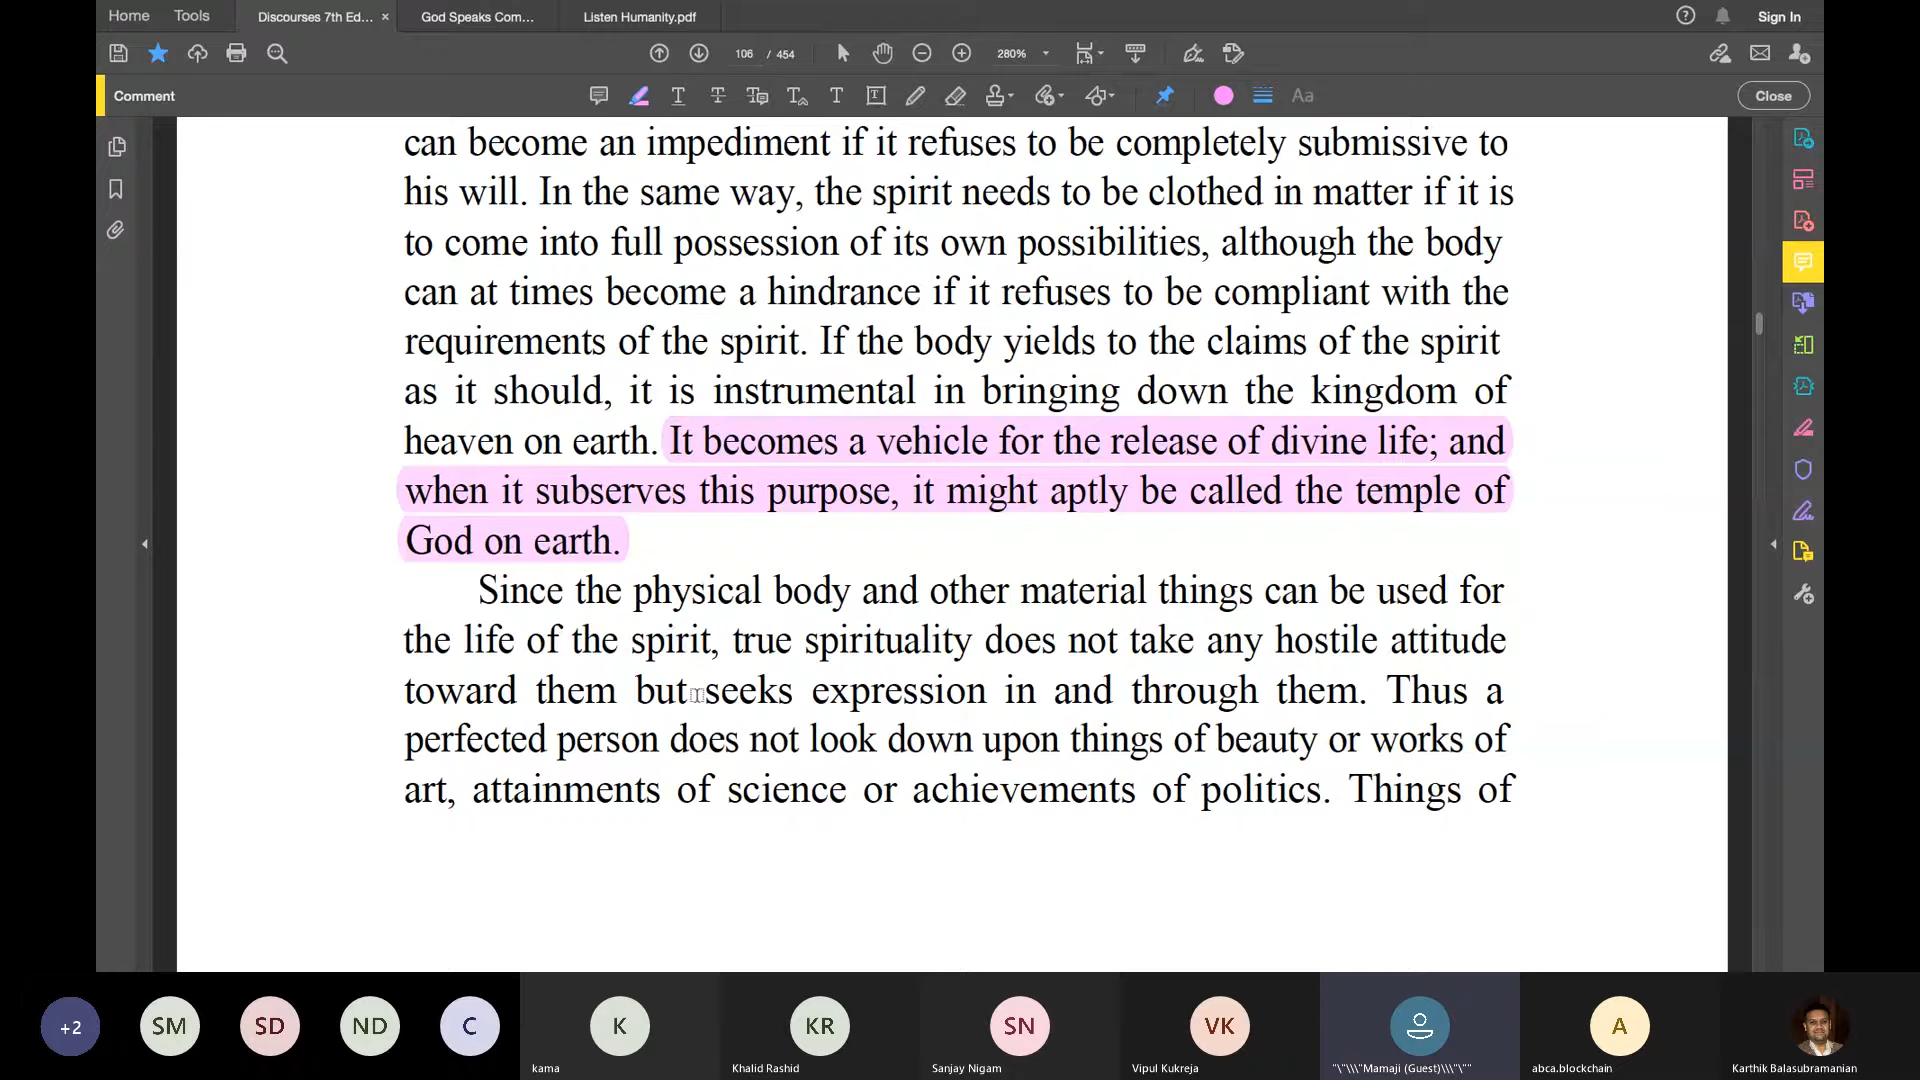 Home Tools Discourses 7th Ed... × God Speaks Com... Listen Humanity.pdf Sign In
106 / 454 280%
Comment Aa Close
can become an impediment if it refuses to be completely submissive to
his will. In the same way, the spirit needs to be clothed in matter if it is
to come into full possession of its own possibilities, although the body
can at times become a hindrance if it refuses to be compliant with the
requirements of the spirit. If the body yields to the claims of the spirit
as it should, it is instrumental in bringing down the kingdom of
heaven on earth. It becomes a vehicle for the release of divine life; and
when it subserves this purpose, it might aptly be called the temple of
God on earth.
Since the physical body and other material things can be used for
the life of the spirit, true spirituality does not take any hostile attitude
toward them but seeks expression in and through them. Thus a
perfected person does not look down upon things of beauty or works of
art, attainments of science or achievements of politics. Things of
+2 SM SD ND C K KR SN VK A
kama Khalid Rashid Sanjay Nigam Vipul Kukreja "\"\\\"Mamaji (Guest)\\\"\"" abca.blockchain Karthik Balasubramanian